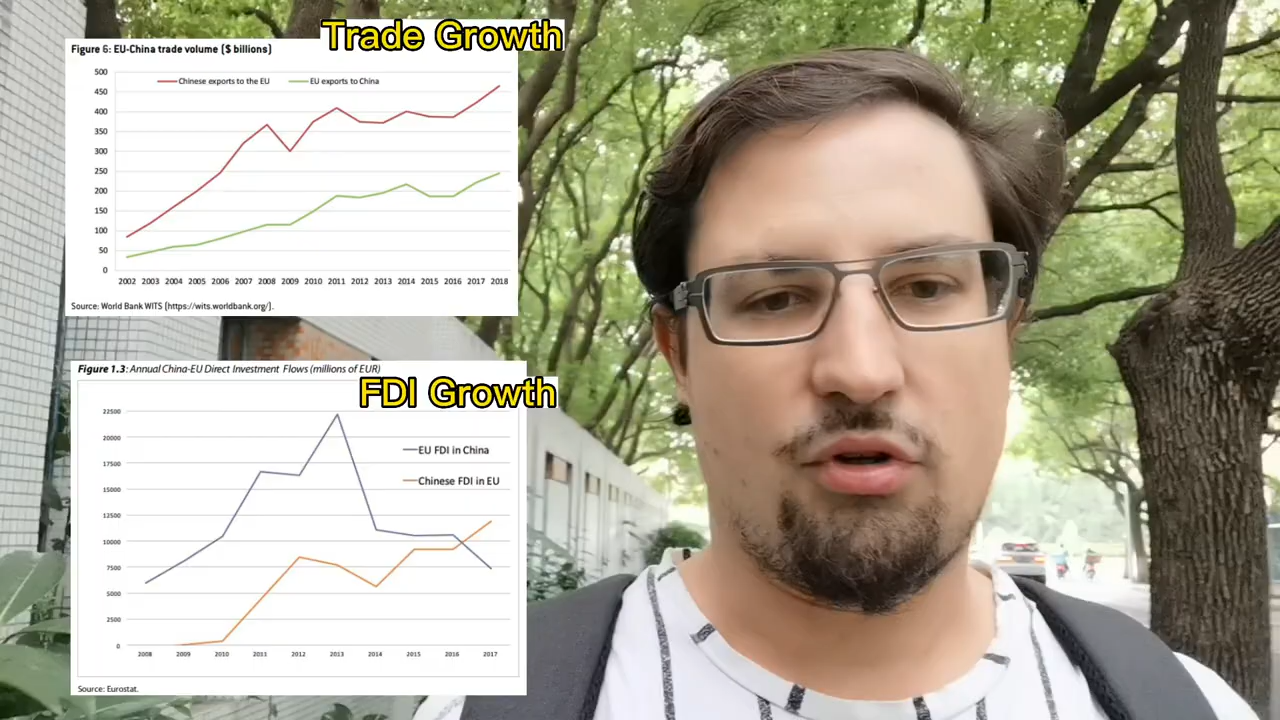 Trade Growth
Figure 6: EU-China trade volume ($ billions)
500
Chinese exports to the EU EU exports to China
450
400
350
300
250
200
150
100
50
0
2002 2003 2004 2005 2006 2007 2008 2009 2010 2011 2012 2013 2014 2015 2016 2017 2018
Source: World Bank WITS [https://wits.worldbank.org/].
Figure 1.3: Annual China-EU Direct Investment Flows (millions of EUR)
FDI Growth
22500
20000
EU FDI in China
17500
Chinese FDI in EU
15000
12500
10000
7500
5000
2500
0
2008 2009 2010 2011 2012 2013 2014 2015 2016 2017
Source: Eurostat.